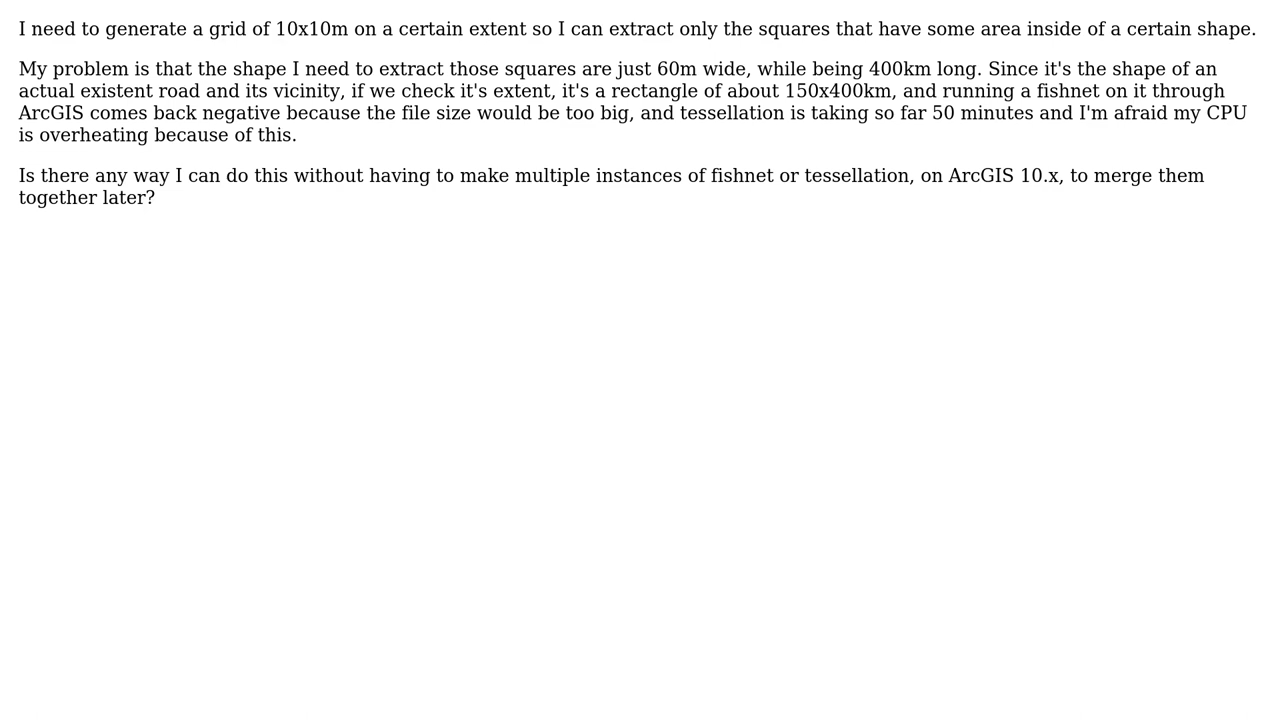 I need to generate a grid of 10x10m on a certain extent so I can extract only the squares that have some area inside of a certain shape.
My problem is that the shape I need to extract those squares are just 60m wide, while being 400km long. Since it's the shape of an
actual existent road and its vicinity, if we check it's extent, it's a rectangle of about 150x400km, and running a fishnet on it through
ArcGIS comes back negative because the file size would be too big, and tessellation is taking so far 50 minutes and I'm afraid my CPU
is overheating because of this.
Is there any way I can do this without having to make multiple instances of fishnet or tessellation, on ArcGIS 10.x, to merge them
together later?